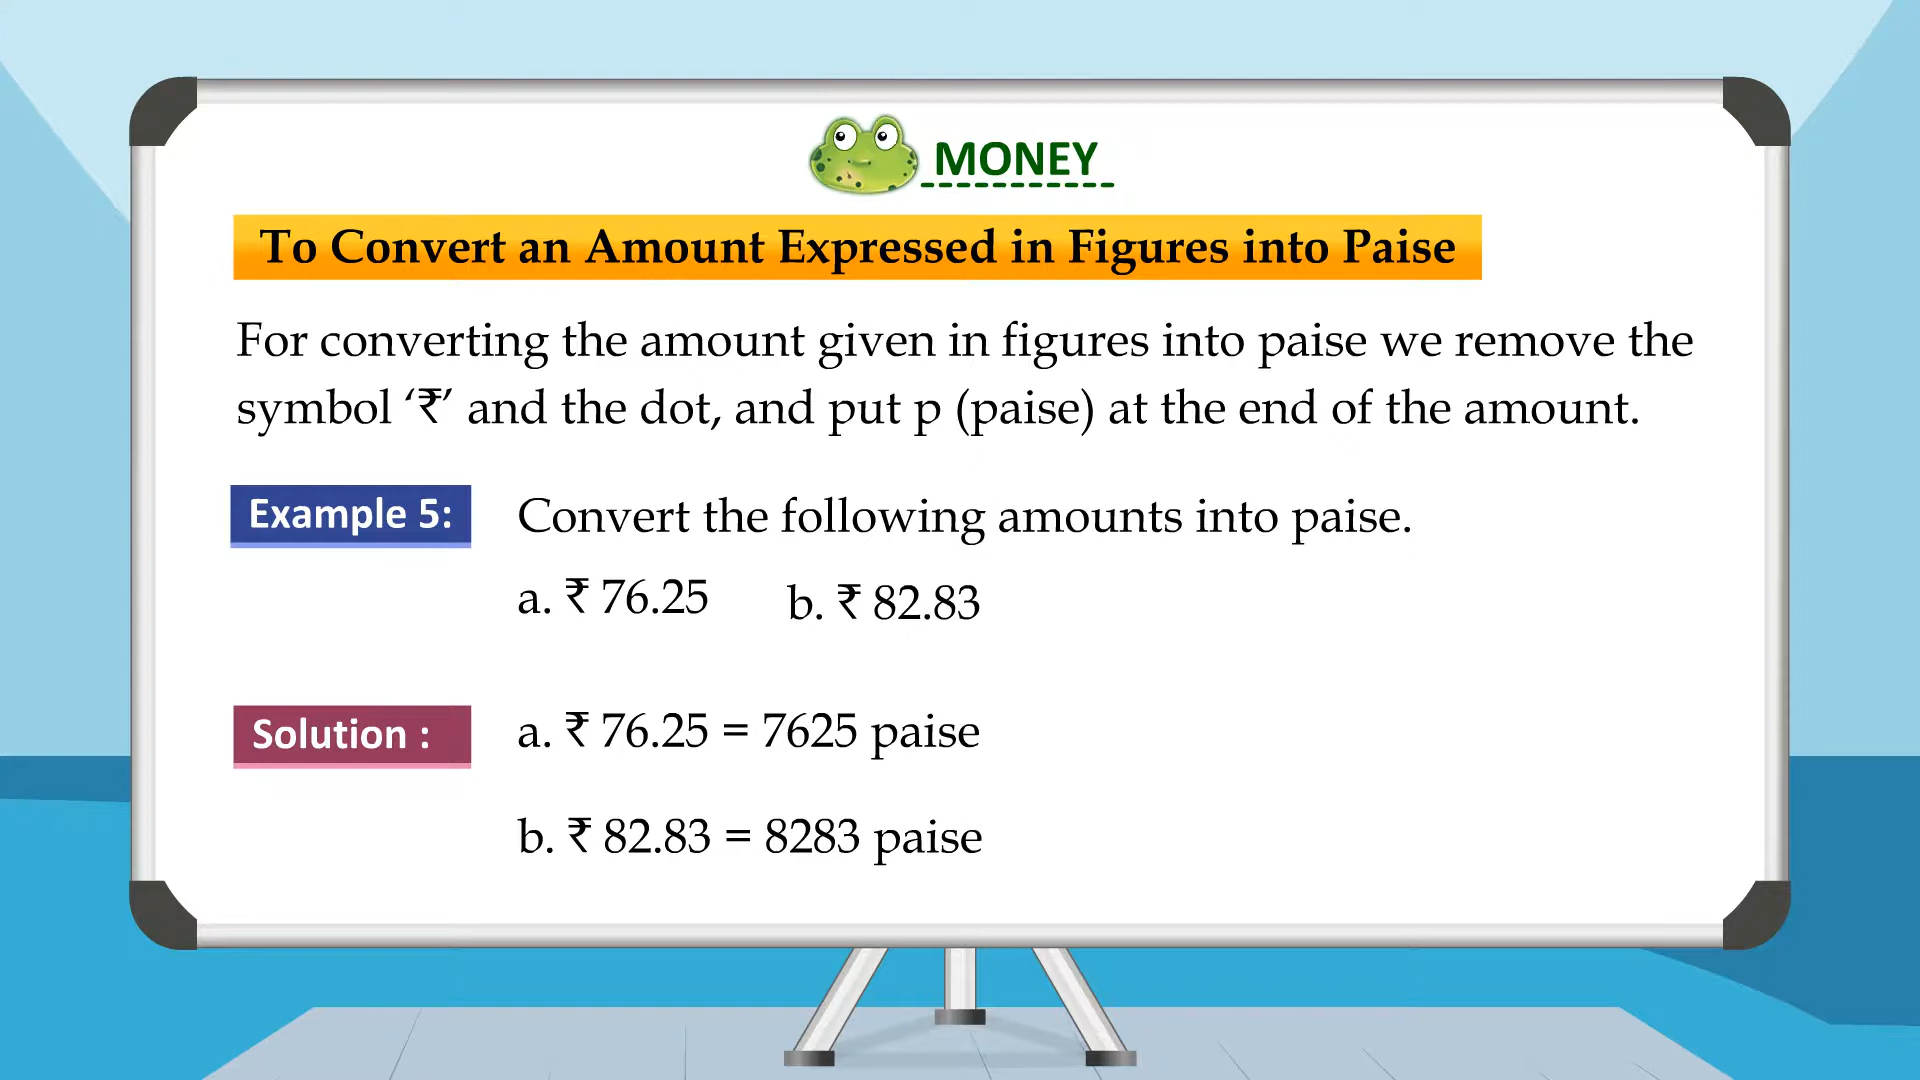 MONEY
To Convert an Amount Expressed in Figures into Paise
For converting the amount given in figures into paise we remove the
symbol ‘₹’ and the dot, and put p (paise) at the end of the amount.
Example 5: Convert the following amounts into paise.
a. ₹ 76.25 b. ₹ 82.83
Solution : a. ₹ 76.25 = 7625 paise
b. ₹ 82.83 = 8283 paise